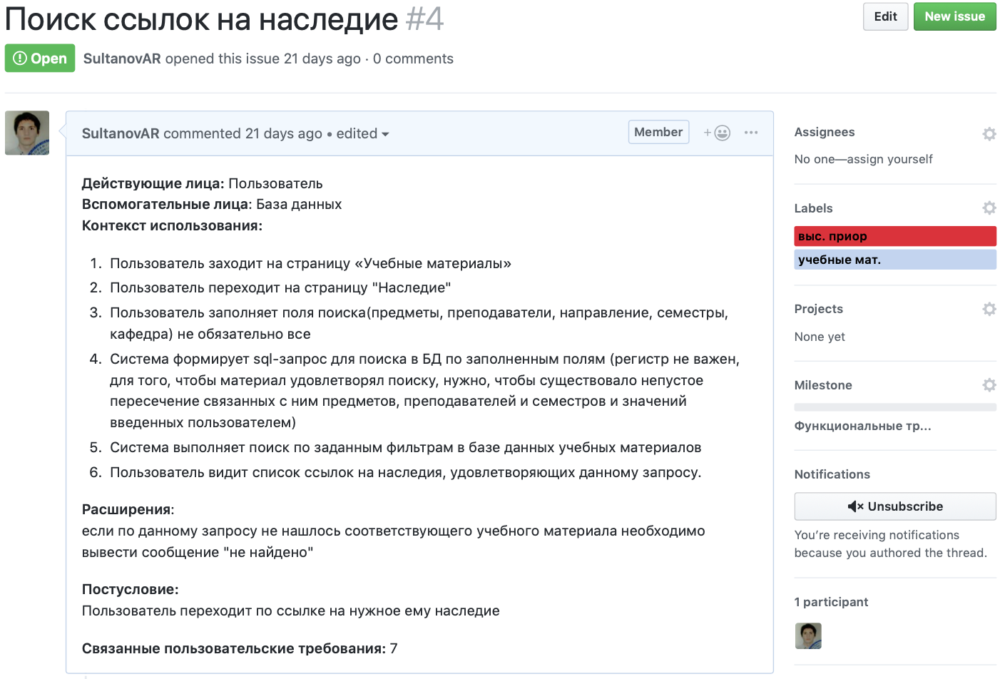 Поиск ссылок на наследие #4
Edit
New issue
Open
SultanovAR opened this issue 21 days ago · 0 comments
SultanovAR commented 21 days ago • edited
Member
Действующие лица: Пользователь
Вспомогательные лица: База данных
Контекст использования:
1. Пользователь заходит на страницу «Учебные материалы»
2. Пользователь переходит на страницу "Наследие"
3. Пользователь заполняет поля поиска(предметы, преподаватели, направление, семестры,
кафедра) не обязательно все
4. Система формирует sql-запрос для поиска в БД по заполненным полям (регистр не важен,
для того, чтобы материал удовлетворял поиску, нужно, чтобы существовало непустое
пересечение связанных с ним предметов, преподавателей и семестров и значений
введенных пользователем)
5. Система выполняет поиск по заданным фильтрам в базе данных учебных материалов
6. Пользователь видит список ссылок на наследия, удовлетворяющих данному запросу.
Расширения:
если по данному запросу не нашлось соответствующего учебного материала необходимо
вывести сообщение "не найдено"
Постусловие:
Пользователь переходит по ссылке на нужное ему наследие
Связанные пользовательские требования: 7
Assignees
No one—assign yourself
Labels
выс. приор
учебные мат.
Projects
None yet
Milestone
Функциональные тр...
Notifications
Unsubscribe
You're receiving notifications
because you authored the thread.
1 participant